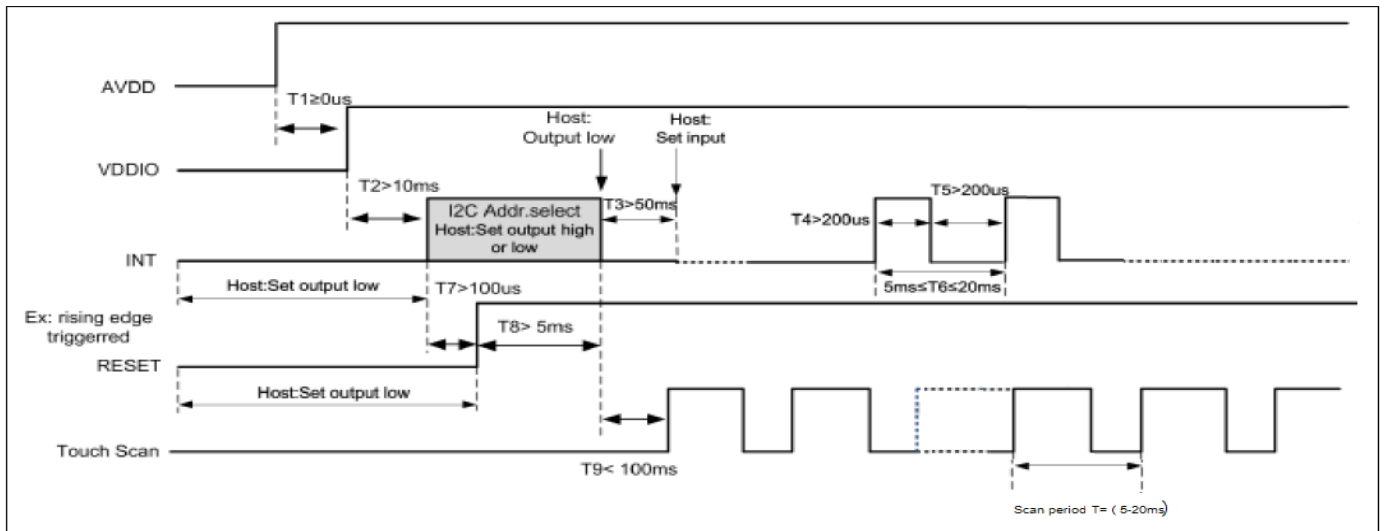 AVDD
T1≥0us
Host:
Output low
Host:
Set input
VDDIO
T2>10ms
I2C Addr.select
Host:Set output high
or low
T3>50ms
T5>200us
T4>200us
INT
Host:Set output low
T7>100us
5ms≤T6≤20ms
Ex: rising edge
triggerred
T8> 5ms
RESET
Host:Set output low
Touch Scan
T9< 100ms
Scan period T= ( 5-20ms)